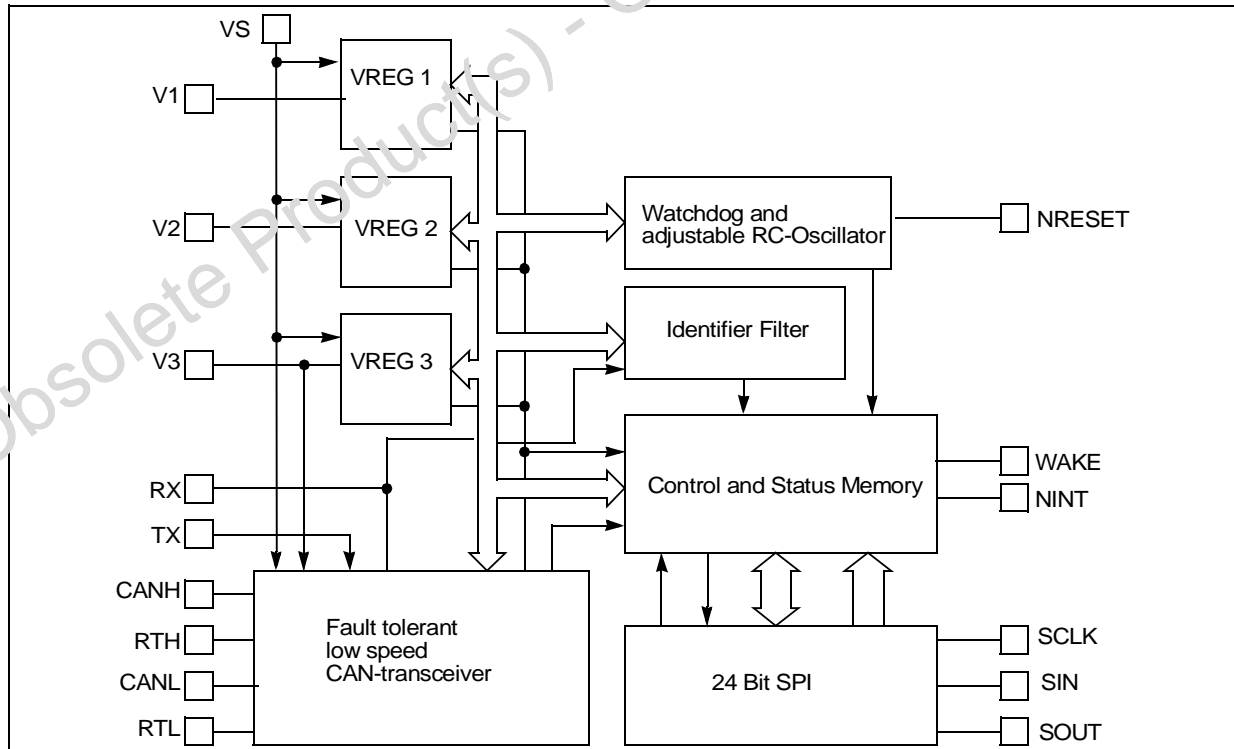 VS
VREG 1
V1
VREG 2
V2
Watchdog and
adjustable RC-Oscillator
NRESET
Identifier Filter
VREG 3
V3
Control and Status Memory
WAKE
NINT
RX
TX
CANH
RTH
CANL
RTL
Fault tolerant
low speed
CAN-transceiver
24 Bit SPI
SCLK
SIN
SOUT
Obsolete Product(s) -